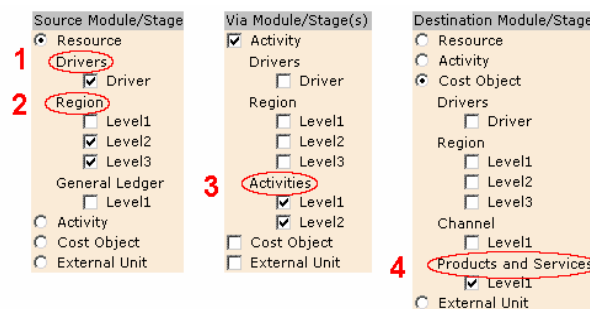 Source Module/Stage
Resource
1
Drivers
Driver
2
Region
Level1
Level2
Level3
General Ledger
Level1
Activity
Cost Object
External Unit
Via Module/Stage(s)
Activity
Drivers
Driver
Region
Level1
Level2
Level3
3
Activities
Level1
Level2
Cost Object
External Unit
Destination Module/Stage
Resource
Activity
Cost Object
Drivers
Driver
Region
Level1
Level2
Level3
Channel
Level1
4
Products and Services
Level1
External Unit